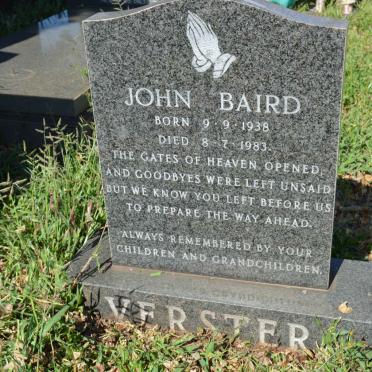 JOHN BAIRD
BORN 9·9·1938
DIED 8·7·1983.
THE GATES OF HEAVEN OPENED,
AND GOODBYES WERE LEFT UNSAID
BUT WE KNOW YOU LEFT BEFORE US
TO PREPARE THE WAY AHEAD.
ALWAYS REMEMBERED BY YOUR
CHILDREN AND GRANDCHILDREN.
VERSTER